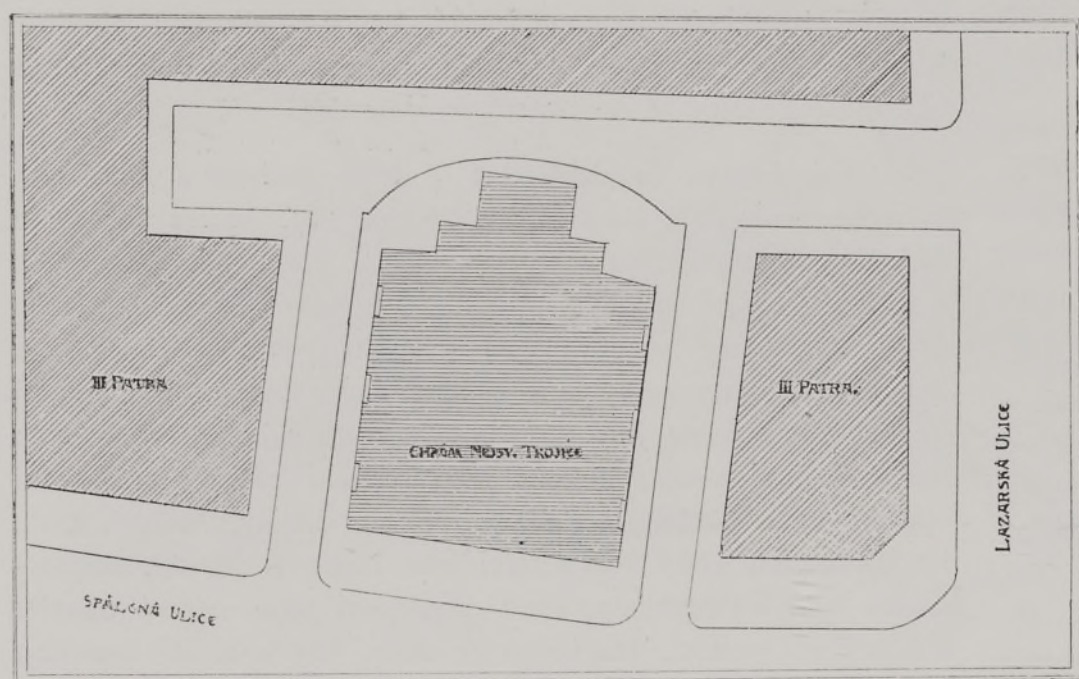 III PATRA
III PATRA.
CHRÁM NEJSV. TROJICE
LAZARSKÁ ULICE
SPÁLENÁ ULICE